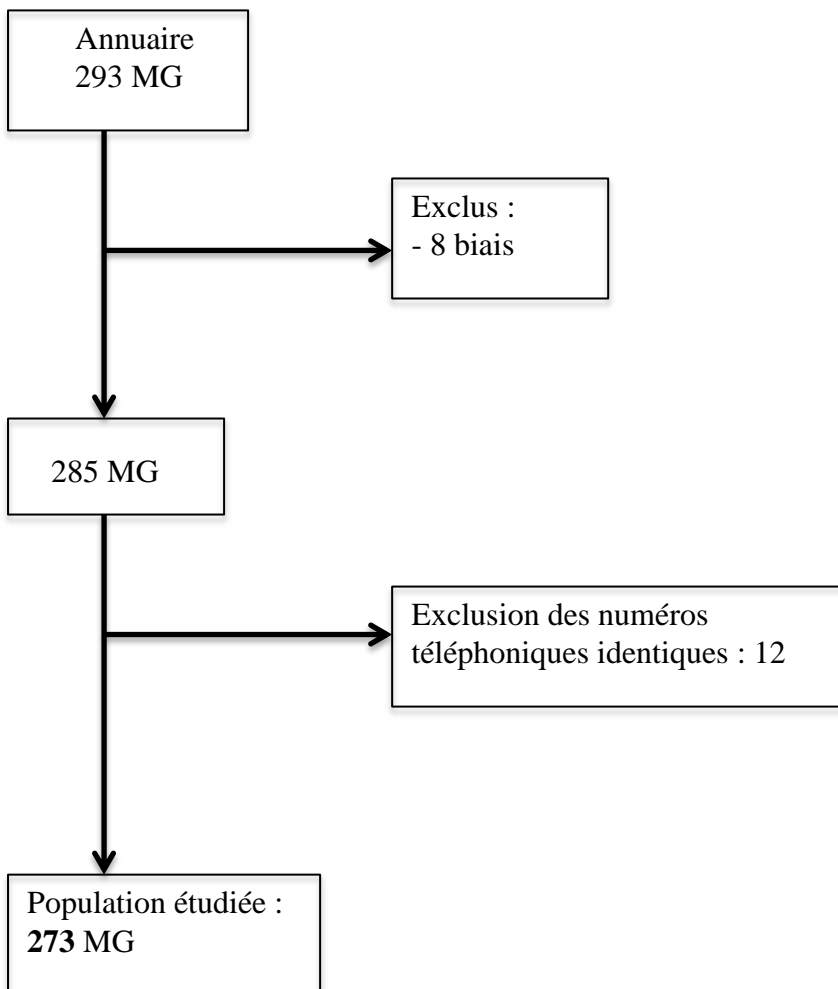 Annuaire
293 MG
Exclus :
- 8 biais
285 MG
Exclusion des numéros
téléphoniques identiques : 12
Population étudiée :
273 MG